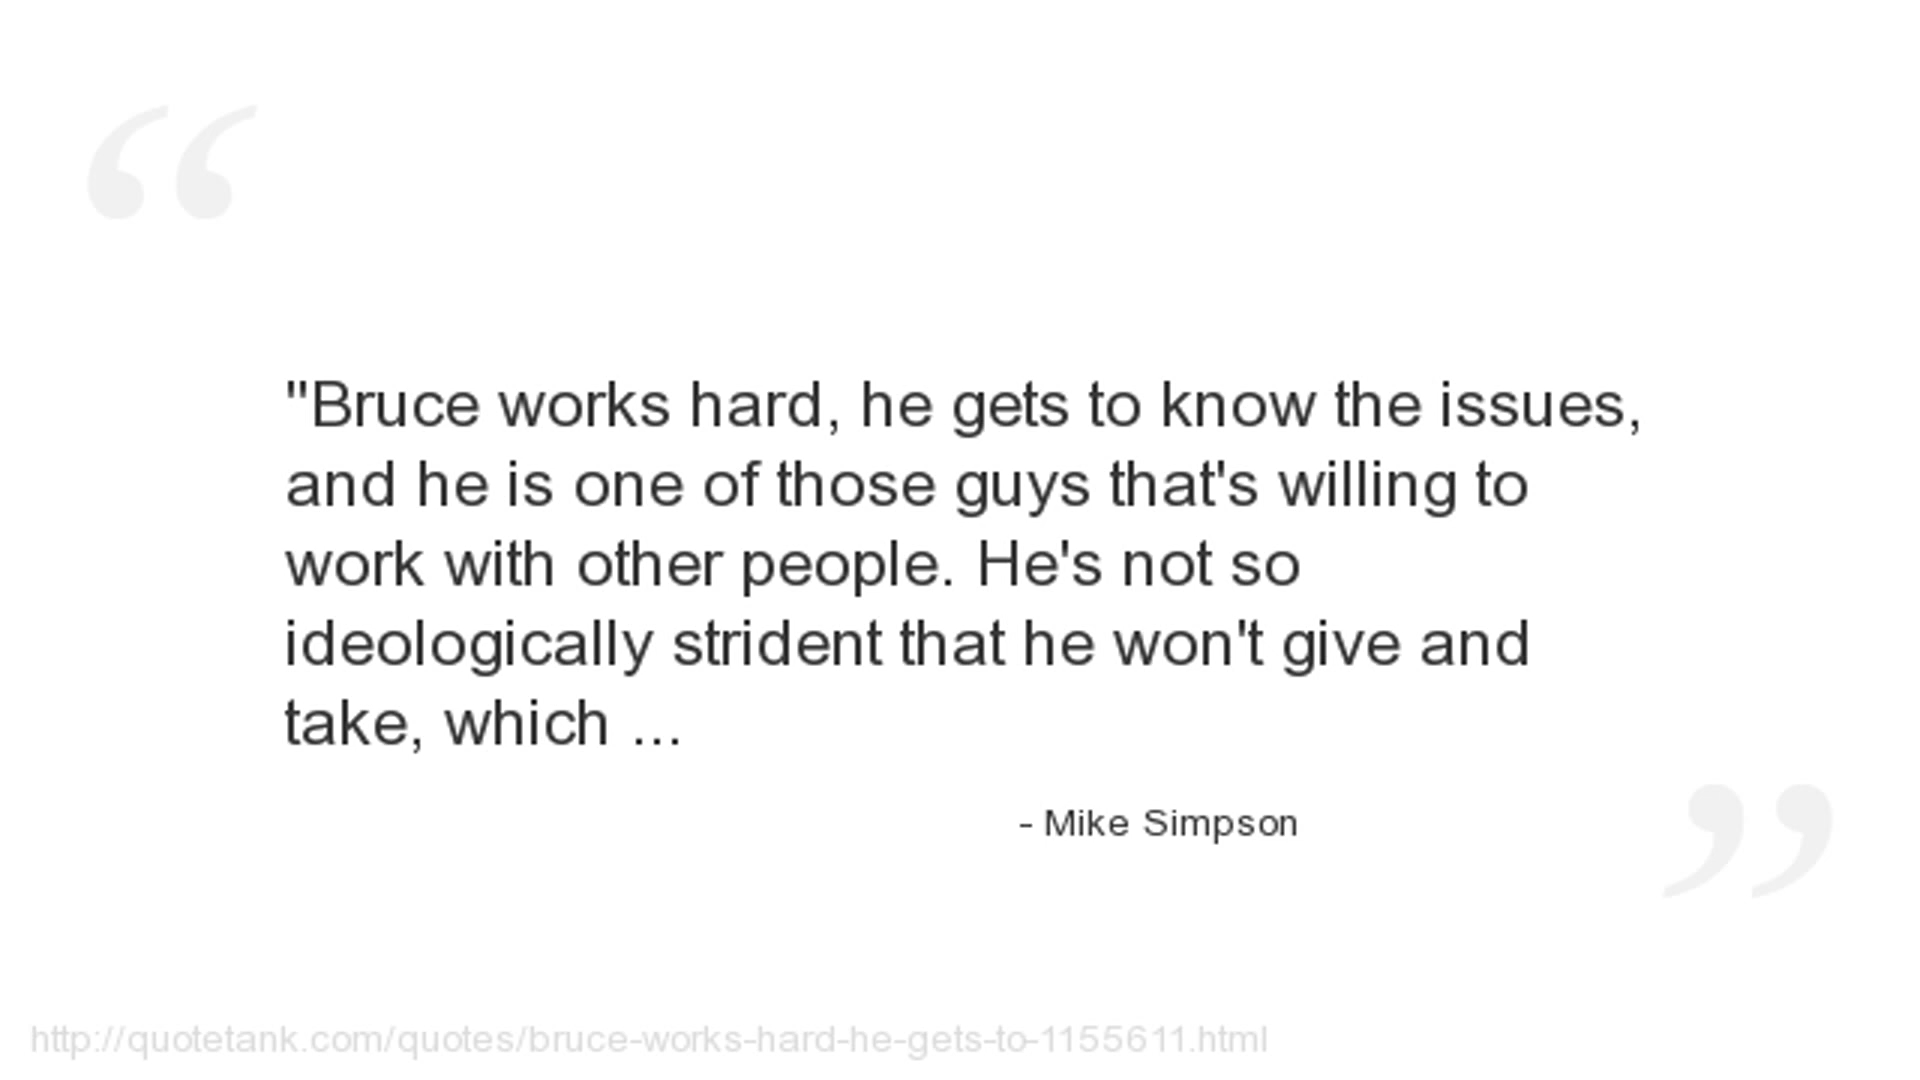 "Bruce works hard, he gets to know the issues,
and he is one of those guys that's willing to
work with other people. He's not so
ideologically strident that he won't give and
take, which ...
- Mike Simpson
http://quotetank.com/quotes/bruce-works-hard-he-gets-to-1155611.html